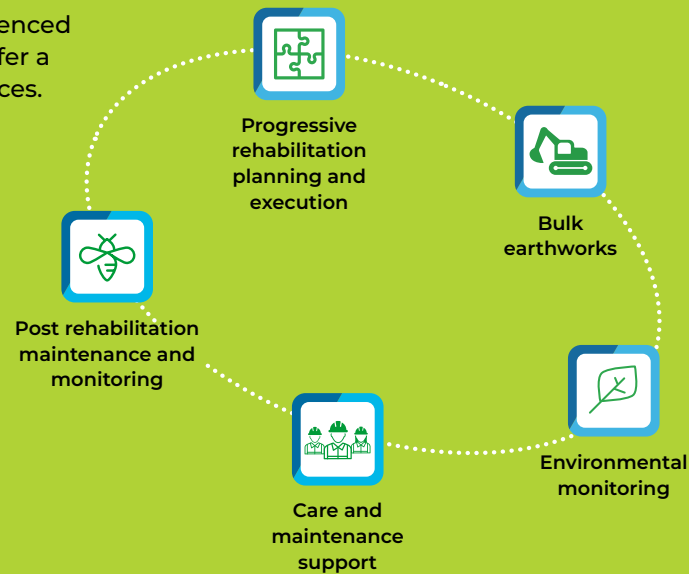 enced
fer a
ces.
Progressive
rehabilitation
planning and
execution
Bulk
earthworks
Post rehabilitation
maintenance and
monitoring
Environmental
monitoring
Care and
maintenance
support